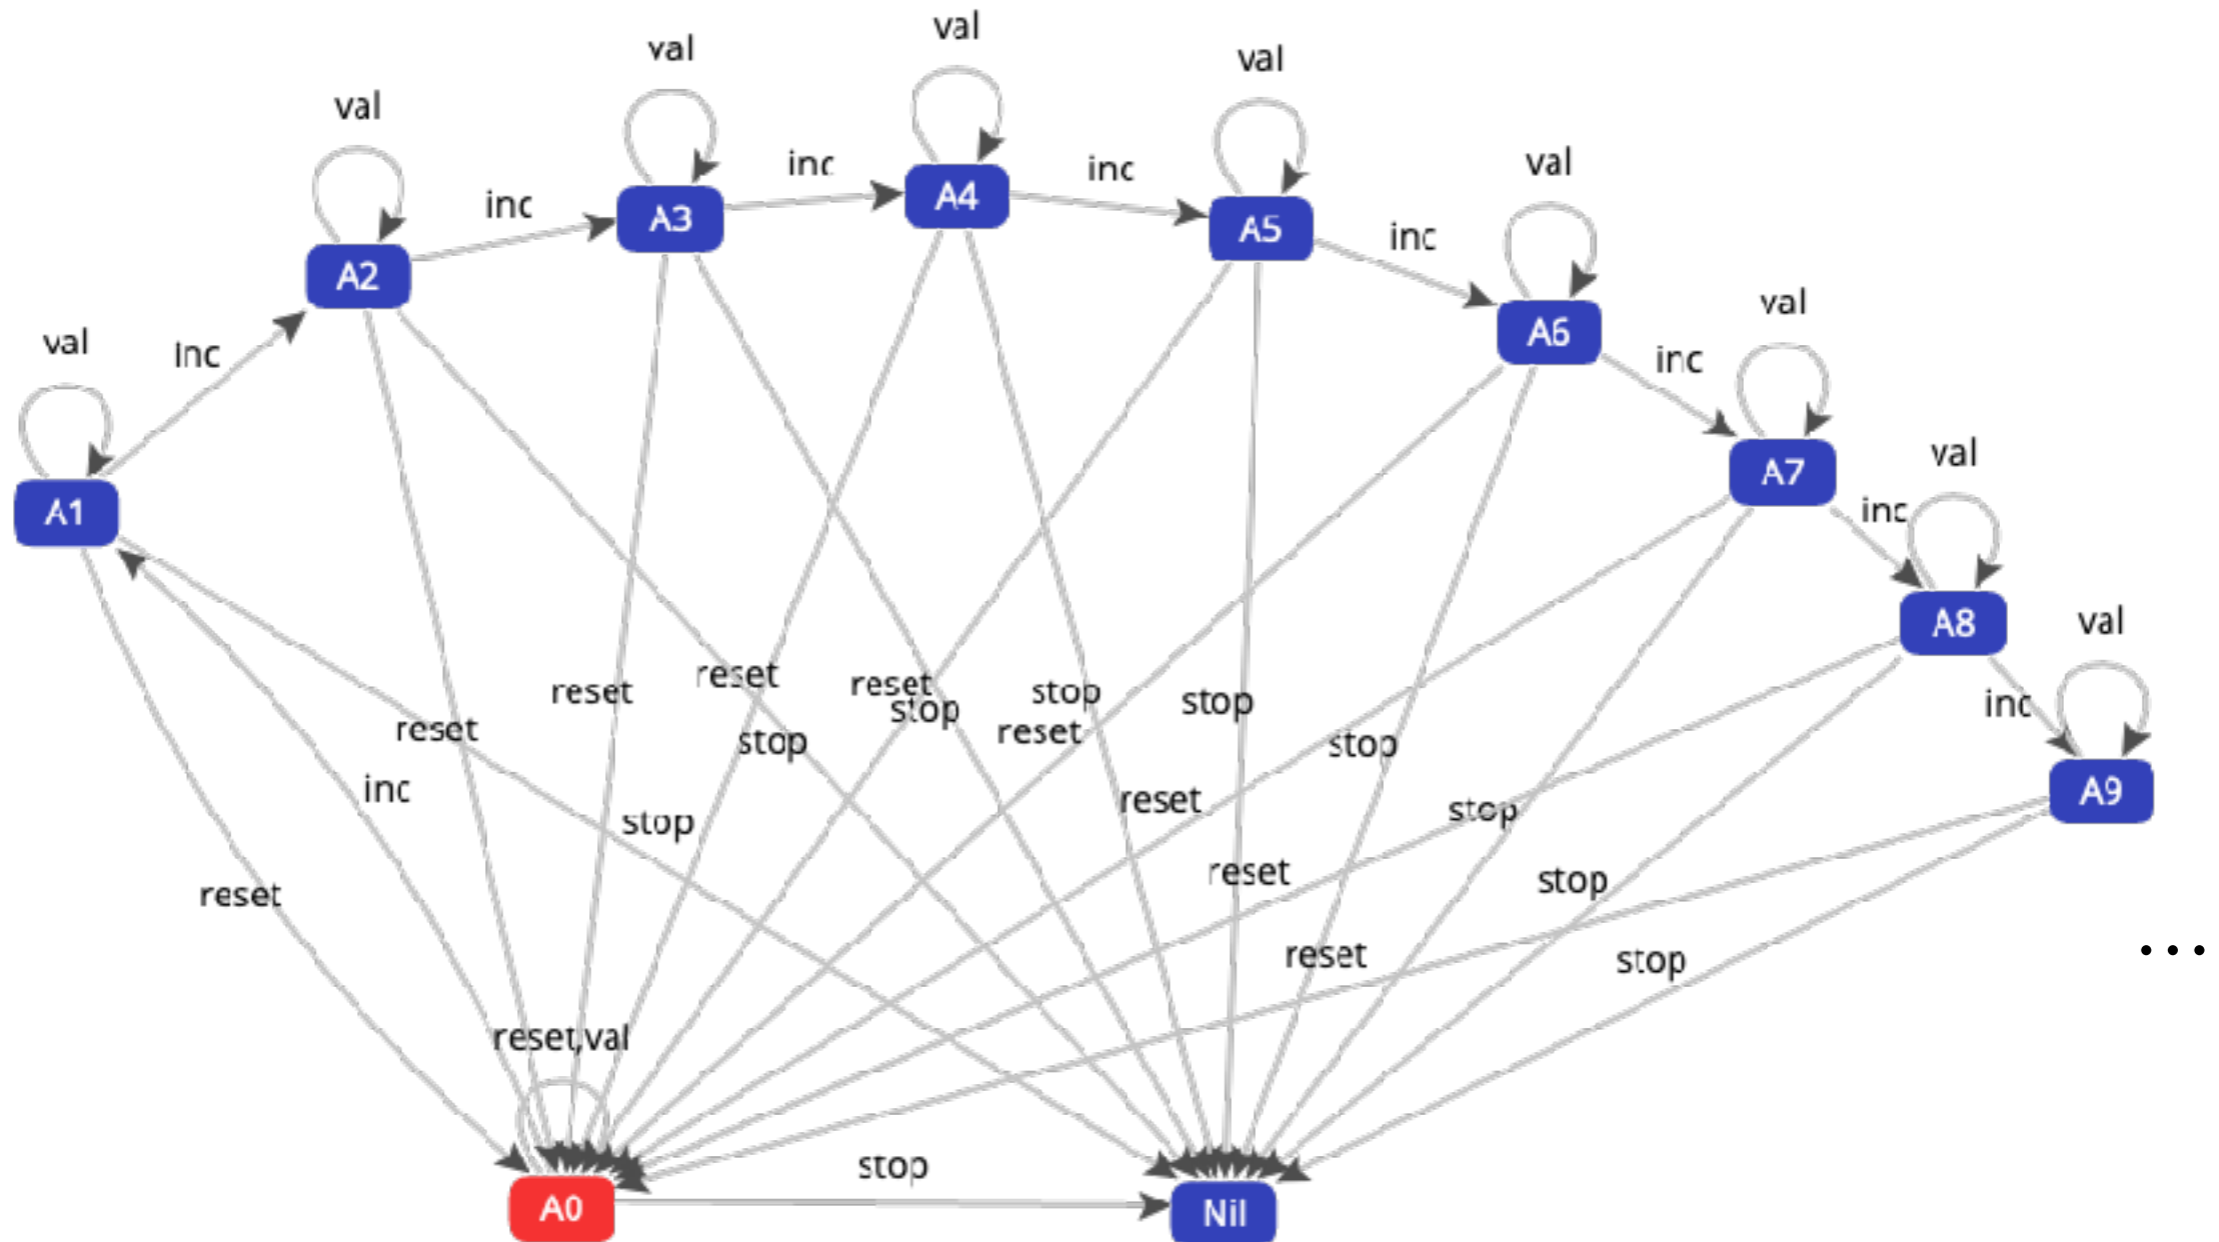 val
val
val
val
val
inc
A4
inc
val
inc
A3
A5
inc
inc
A2
val
A6
val
inc
inc
A7
val
A1
inc
A8
val
reset
reset
reset
stop
stop
stop
inc
reset
reset
stop
stop
stop
inc
reset
A9
stop
stop
reset
stop
reset
reset
stop
reset,val
...
stop
A0
Nil